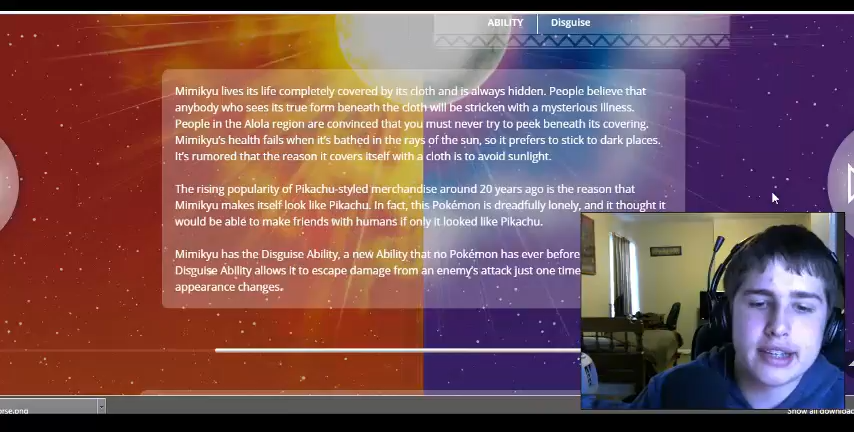 ABILITY Disguise
Mimikyu lives its life completely covered by its cloth and is always hidden. People believe that
anybody who sees its true form beneath the cloth will be stricken with a mysterious illness.
People in the Alola region are convinced that you must never try to peek beneath its covering.
Mimikyu's health fails when it's bathed in the rays of the sun, so it prefers to stick to dark places.
It's rumored that the reason it covers itself with a cloth is to avoid sunlight.
The rising popularity of Pikachu-styled merchandise around 20 years ago is the reason that
Mimikyu makes itself look like Pikachu. In fact, this Pokémon is dreadfully lonely, and it thought it
would be able to make friends with humans if only it looked like Pikachu.
Mimikyu has the Disguise Ability, a new Ability that no Pokémon has ever before
Disguise Ability allows it to escape damage from an enemy's attack just one time
appearance changes.
orse.png Show all download